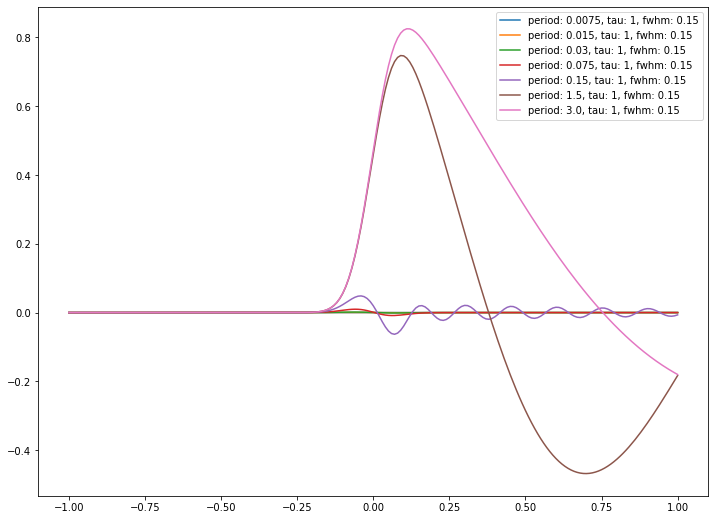 period: 0.0075, tau: 1, fwhm: 0.15
period: 0.015, tau: 1, fwhm: 0.15
period: 0.03, tau: 1, fwhm: 0.15
period: 0.075, tau: 1, fwhm: 0.15
period: 0.15, tau: 1, fwhm: 0.15
period: 1.5, tau: 1, fwhm: 0.15
period: 3.0, tau: 1, fwhm: 0.15
0.8
0.6
0.4
0.2
0.0
−0.2
−0.4
−1.00 −0.75 −0.50 −0.25 0.00 0.25 0.50 0.75 1.00